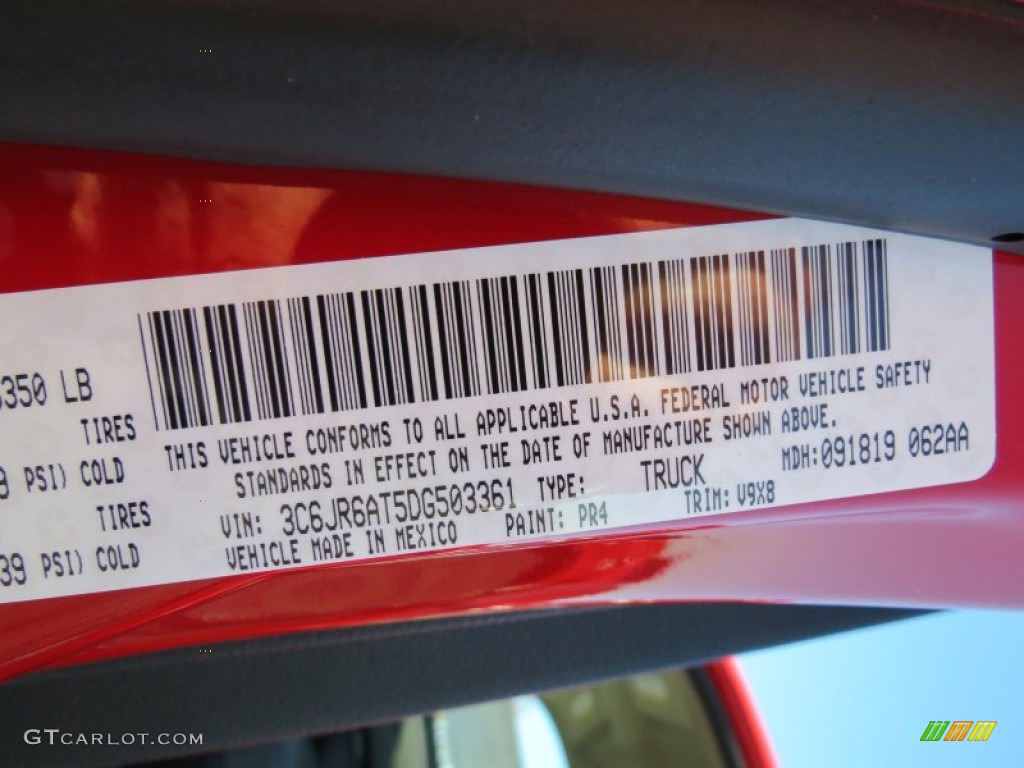 350 LB
TIRES
PSI) COLD
TIRES
39 PSI) COLD
THIS VEHICLE CONFORMS TO ALL APPLICABLE U.S.A. FEDERAL MOTOR VEHICLE SAFETY
STANDARDS IN EFFECT ON THE DATE OF MANUFACTURE SHOWN ABOVE.
MDH:091819 062AA
VIN: 3C6JR6AT5DG503361 TYPE: TRUCK
VEHICLE MADE IN MEXICO PAINT: PR4 TRIM: V9X8
GTCARLOT.COM